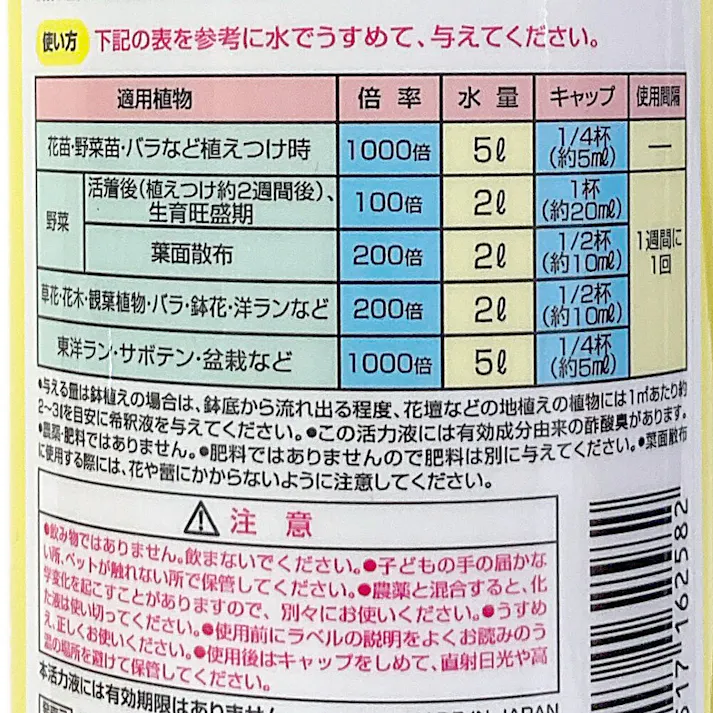 使い方 下記の表を参考に水でうすめて、与えてください。
適用植物 倍率 水量 キャップ 使用間隔
花苗・野菜苗・バラなど植えつけ時 1000倍 5ℓ 1/4杯(約5mℓ) ―
野菜 活着後(植えつけ約2週間後)、生育旺盛期 100倍 2ℓ 1杯(約20mℓ) 1週間に1回
葉面散布 200倍 2ℓ 1/2杯(約10mℓ)
草花・花木・観葉植物・バラ・鉢花・洋ランなど 200倍 2ℓ 1/2杯(約10mℓ)
東洋ラン・サボテン・盆栽など 1000倍 5ℓ 1/4杯(約5mℓ)
●与える量は鉢植えの場合は、鉢底から流れ出る程度、花壇などの地植えの植物には1㎡あたり約
2〜3ℓを目安に希釈液を与えてください。●この活力液には有効成分由来の酢酸臭があります。
●農薬・肥料ではありません。●肥料ではありませんので肥料は別に与えてください。●葉面散布
に使用する際には、花や蕾にかからないように注意してください。
注意
●飲み物ではありません。飲まないでください。●子どもの手の届かな
い所、ペットが触れない所で保管してください。●農薬と混合すると、化
学変化を起こすことがありますので、別々にお使いください。●うすめ
た液は使い切ってください。●使用前にラベルの説明をよくお読みのう
え、正しくお使いください。●使用後はキャップをしめて、直射日光や高
温の場所を避けて保管してください。
本活力液には有効期限はありません。
JAPAN
517162582